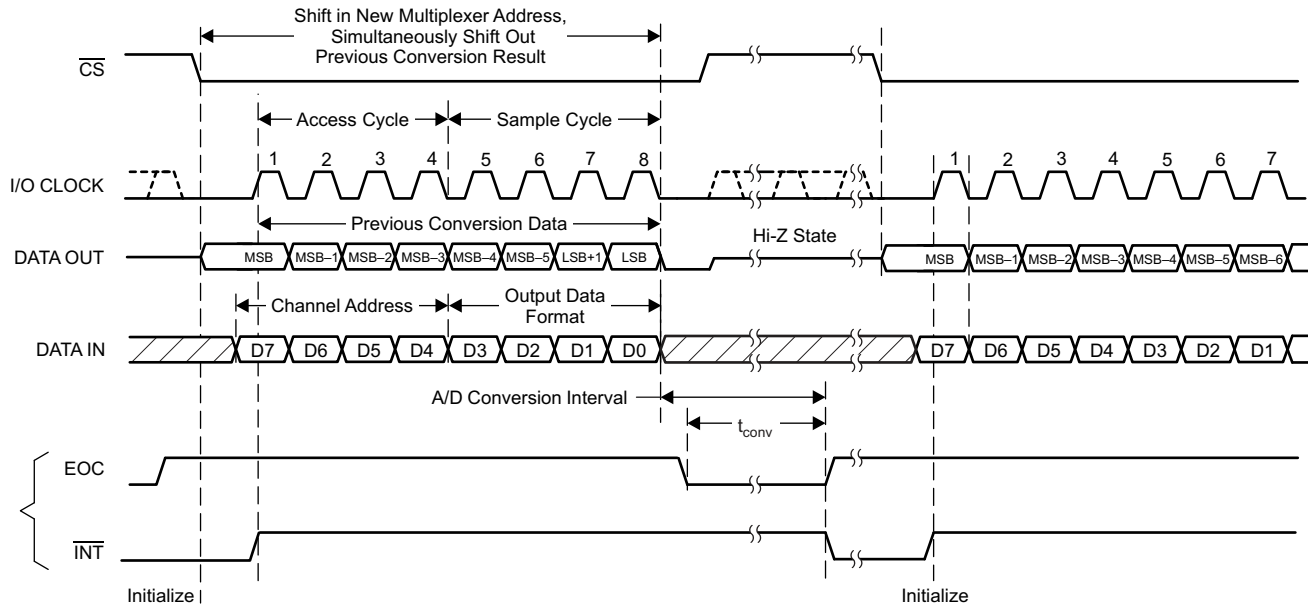 Shift in New Multiplexer Address,
Simultaneously Shift Out
Previous Conversion Result
CS
Access Cycle
Sample Cycle
1 2 3 4 5 6 7 8 1 2 3 4 5 6 7
I/O CLOCK
Previous Conversion Data
Hi-Z State
DATA OUT
MSB MSB–1 MSB–2 MSB–3 MSB–4 MSB–5 LSB+1 LSB MSB MSB–1 MSB–2 MSB–3 MSB–4 MSB–5 MSB–6
Channel Address
Output Data
Format
DATA IN
D7 D6 D5 D4 D3 D2 D1 D0 D7 D6 D5 D4 D3 D2 D1
A/D Conversion Interval
tconv
EOC
INT
Initialize
Initialize